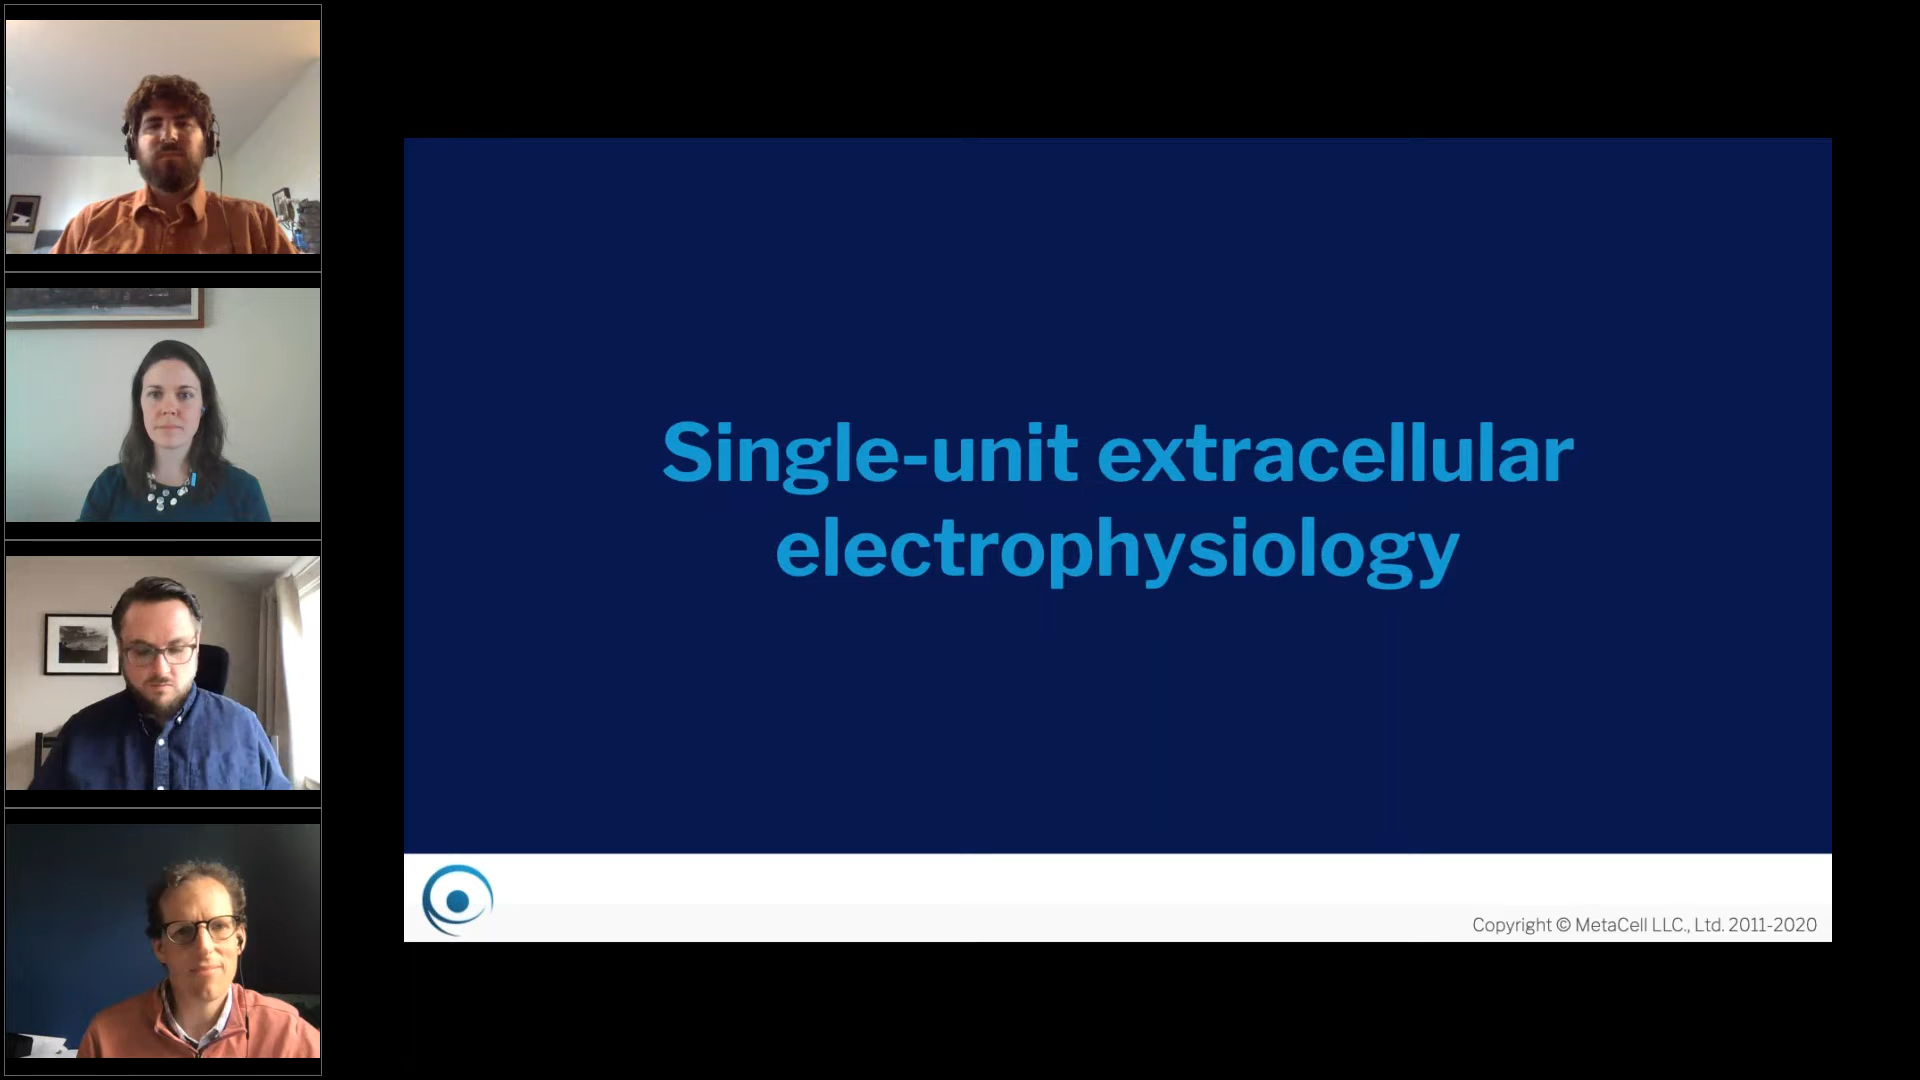 Single-unit extracellular
electrophysiology
Copyright © MetaCell LLC., Ltd. 2011-2020